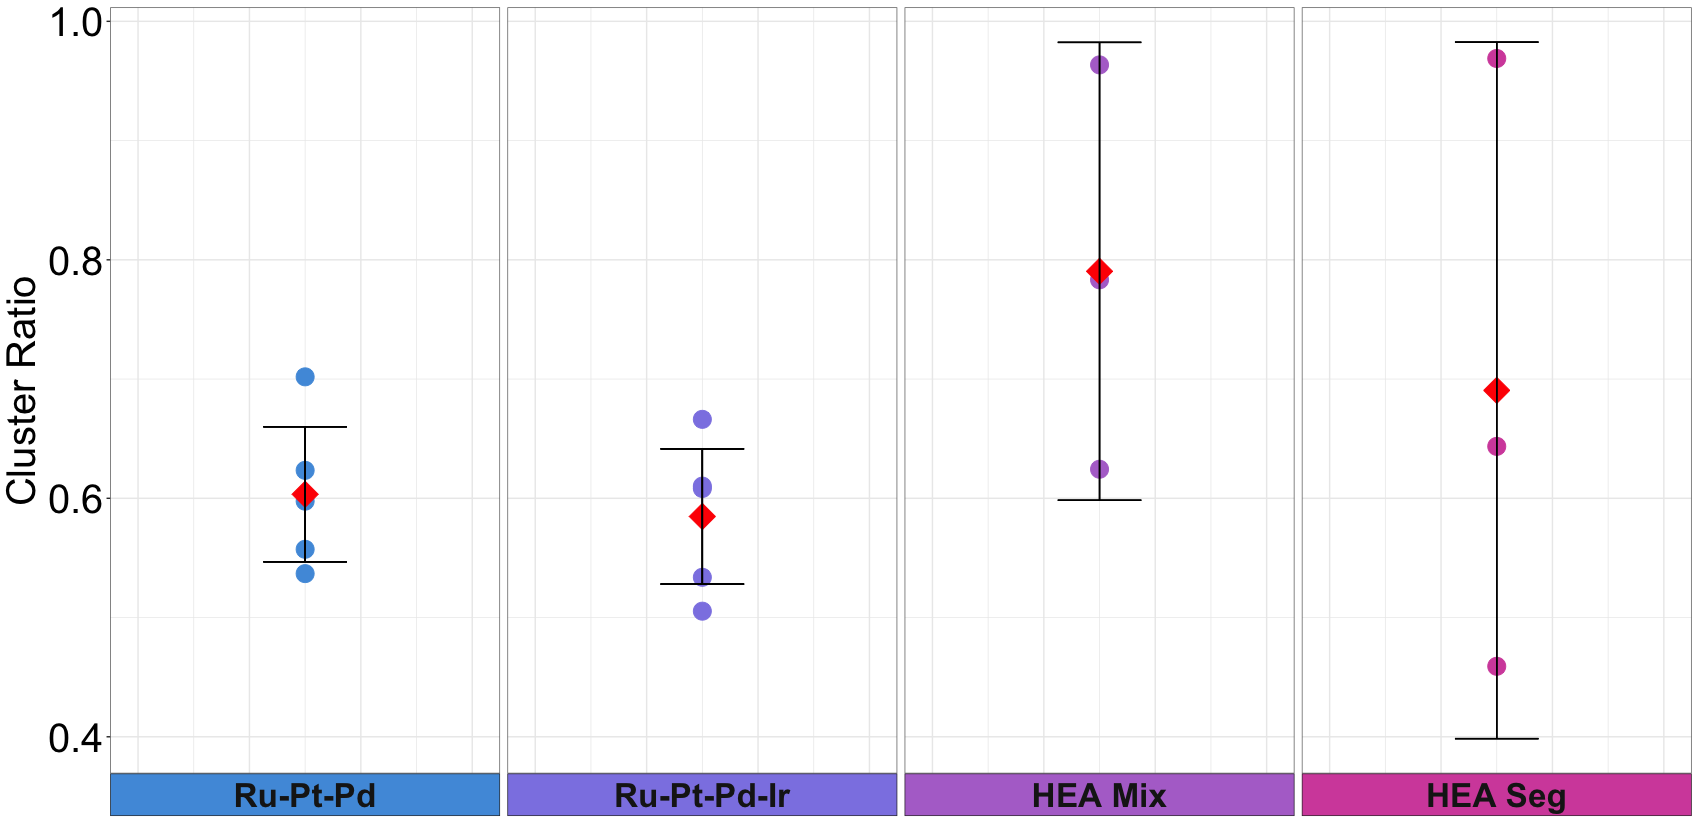 Cluster Ratio
1.0
0.8
0.6
0.4
Ru-Pt-Pd
Ru-Pt-Pd-Ir
HEA Mix
HEA Seg